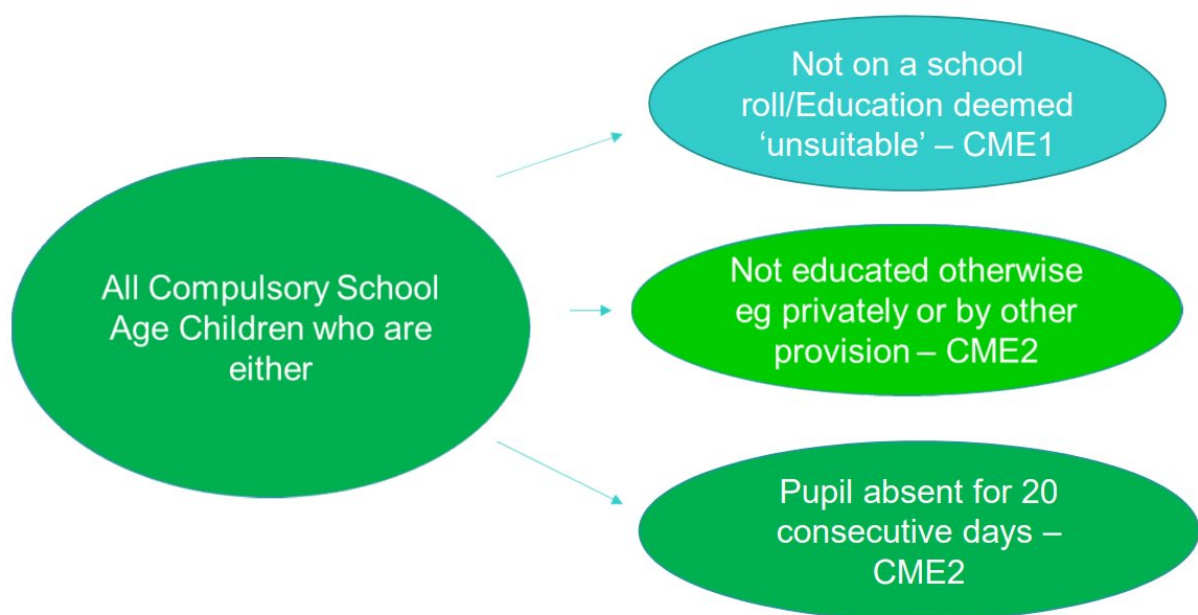 All Compulsory School
Age Children who are
either
Not on a school
roll/Education deemed
‘unsuitable’ – CME1
Not educated otherwise
eg privately or by other
provision – CME2
Pupil absent for 20
consecutive days –
CME2